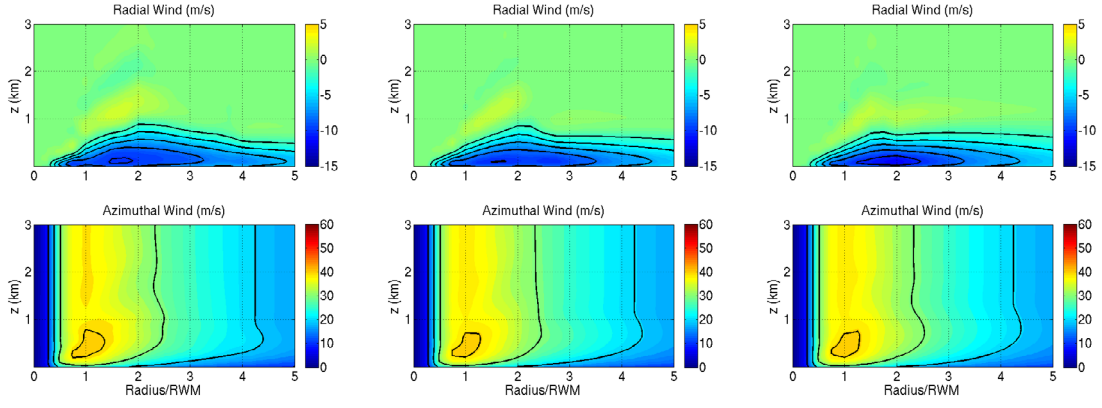 Radial Wind (m/s) Radial Wind (m/s) Radial Wind (m/s)
3 5 3 5 3 5
z (km) 2 0 z (km) 2 0 z (km) 2 0
-5 -5 -5
1 -10 1 -10 1 -10
-15 -15 -15
0 1 2 3 4 5 0 1 2 3 4 5 0 1 2 3 4 5
Azimuthal Wind (m/s) Azimuthal Wind (m/s) Azimuthal Wind (m/s)
3 60 3 60 3 60
50 50 50
z (km) 2 40 z (km) 2 40 z (km) 2 40
30 30 30
1 20 1 20 1 20
10 10 10
0 0 0
0 1 2 3 4 5 0 1 2 3 4 5 0 1 2 3 4 5
Radius/RWM Radius/RWM Radius/RWM